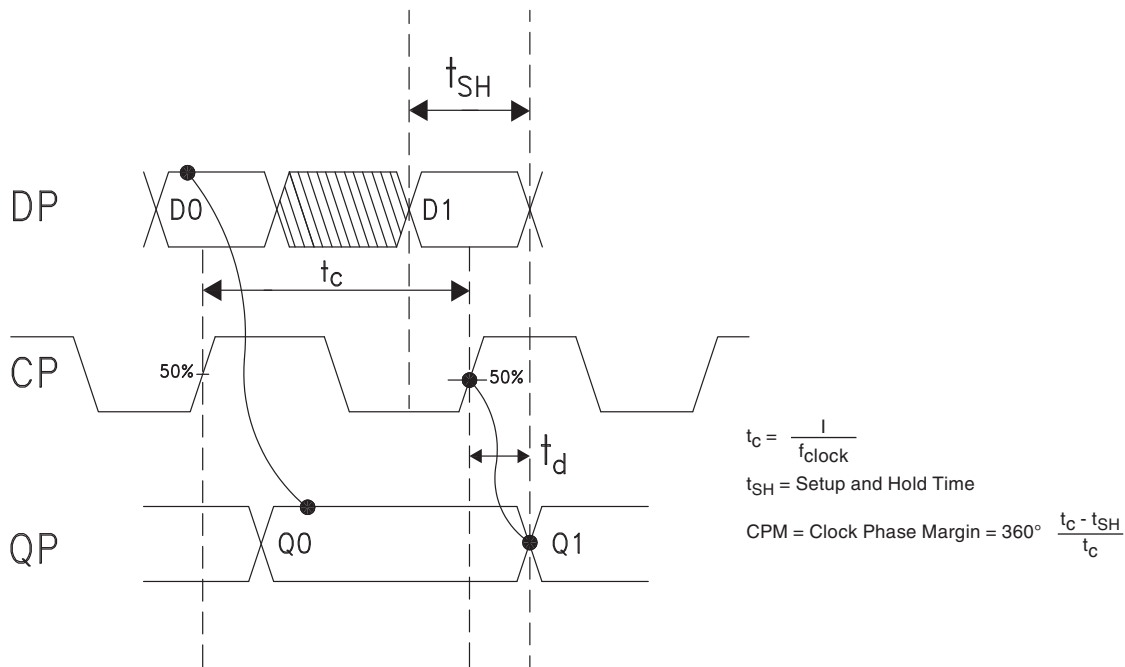 tSH
DP
D0
D1
tc
CP
50%
50%
td
QP
Q0
Q1
tc = I / fclock
tSH = Setup and Hold Time
CPM = Clock Phase Margin = 360° tc - tSH / tc